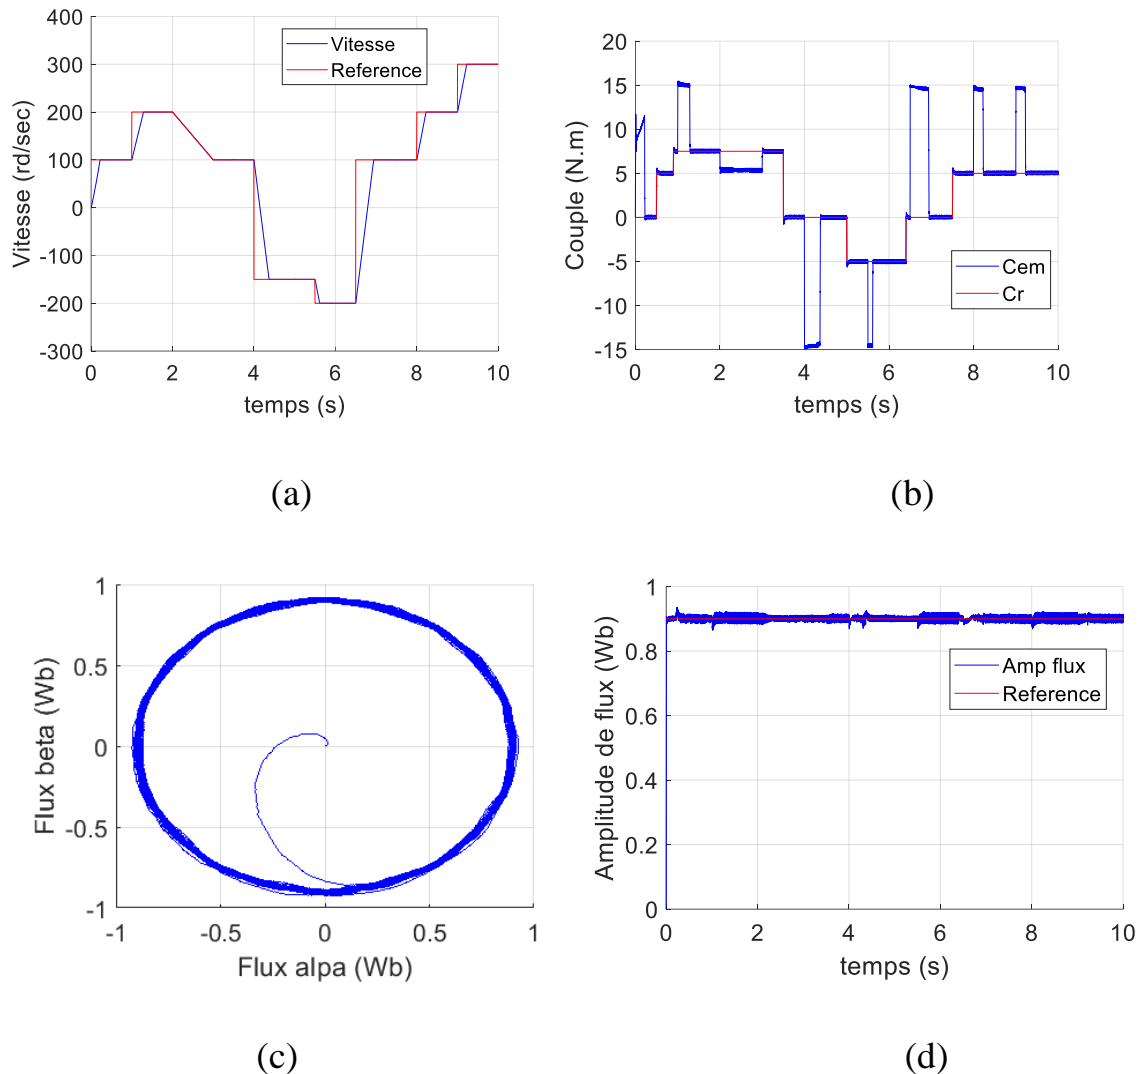 400
300
200
100
0
-100
-200
-300
0
2
4
6
8
10
Vitesse (rd/sec)
temps (s)
Vitesse
Reference
(a)
20
15
10
5
0
-5
-10
-15
0
2
4
6
8
10
Couple (N.m)
temps (s)
Cem
Cr
(b)
1
0.5
0
-0.5
-1
-1
-0.5
0
0.5
1
Flux beta (Wb)
Flux alpa (Wb)
(c)
1
0.8
0.6
0.4
0.2
0
0
2
4
6
8
10
Amplitude de flux (Wb)
temps (s)
Amp flux
Reference
(d)